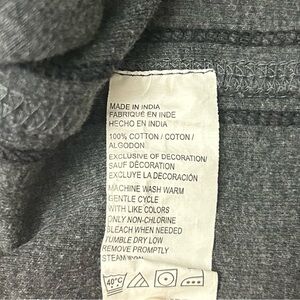 MADE IN INDIA
FABRIQUÉ EN INDE
HECHO EN INDIA
100% COTTON / COTON /
ALGODON
EXCLUSIVE OF DECORATION/
SAUF DÉCORATION
EXCLUYE LA DECORACIÓN
MACHINE WASH WARM
GENTLE CYCLE
WITH LIKE COLORS
ONLY NON-CHLORINE
BLEACH WHEN NEEDED
TUMBLE DRY LOW
REMOVE PROMPTLY
STEAM
40°C